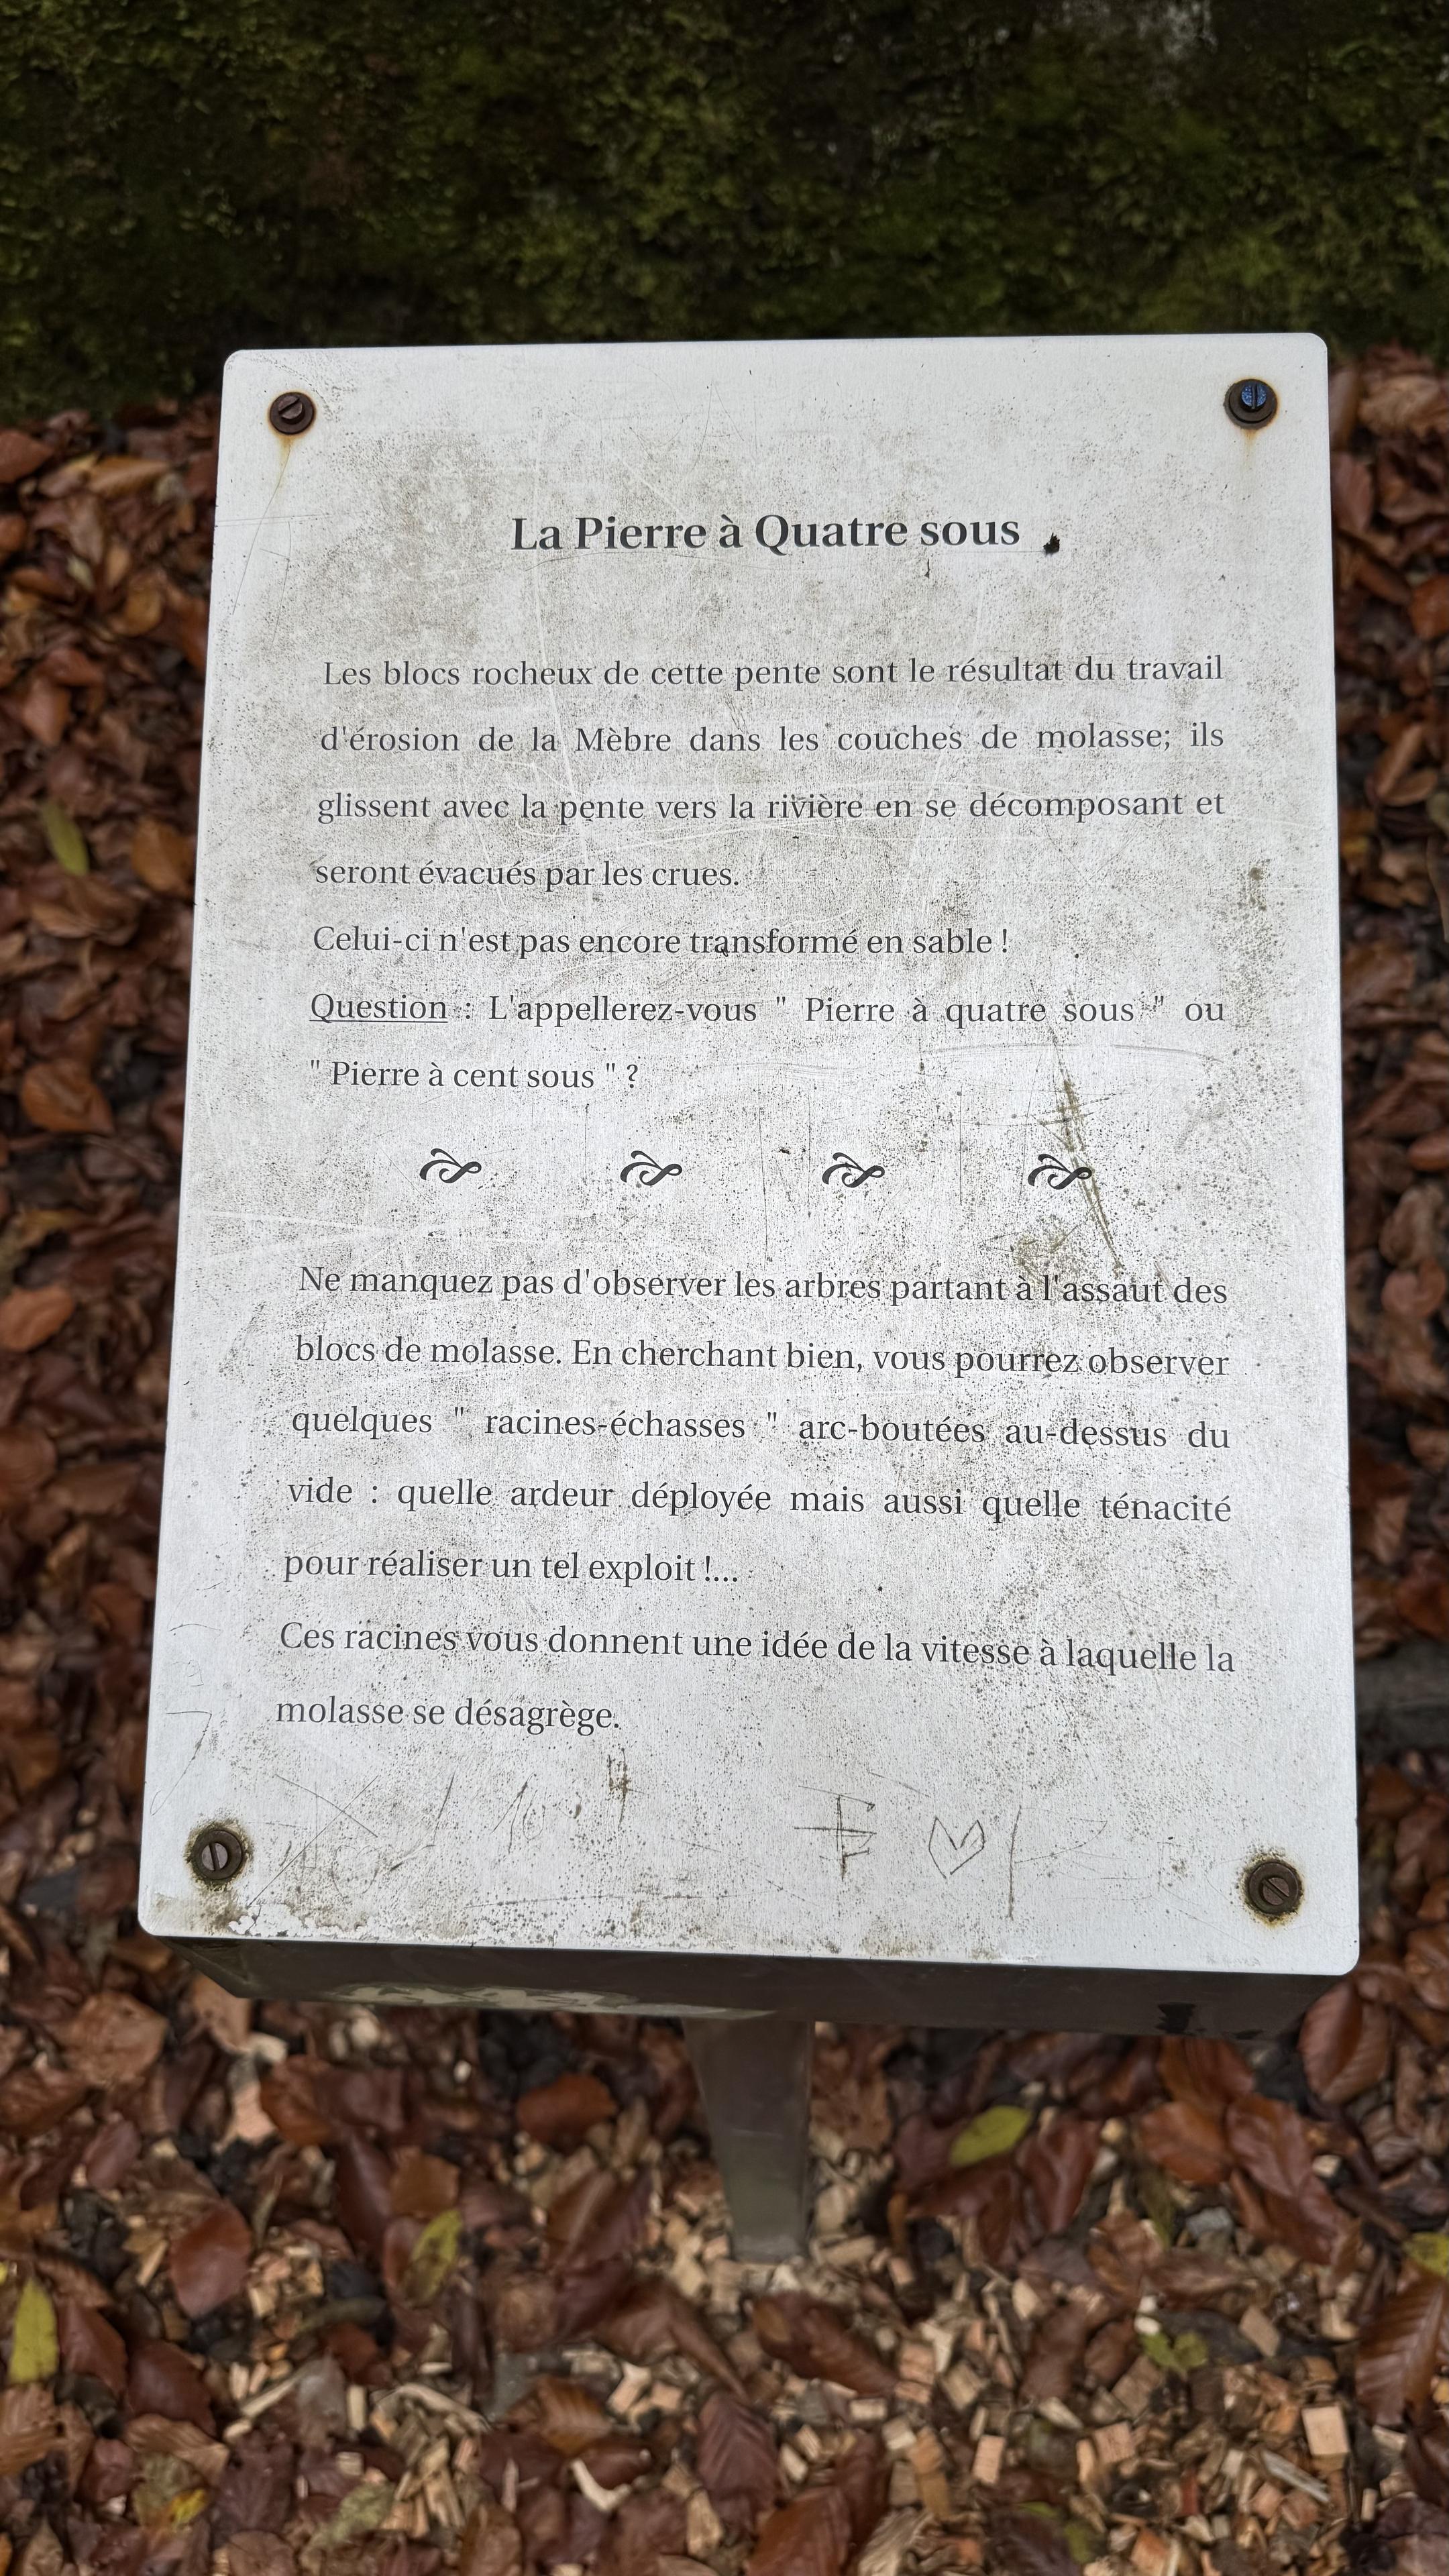 La Pierre à Quatre sous
Les blocs rocheux de cette pente sont le résultat du travail
d'érosion de la Mèbre dans les couches de molasse; ils
glissent avec la pente vers la rivière en se décomposant et
seront évacués par les crues.
Celui-ci n'est pas encore transformé en sable !
Question : L'appellerez-vous " Pierre à quatre sous " ou
" Pierre à cent sous " ?
Ne manquez pas d'observer les arbres partant à l'assaut des
blocs de molasse. En cherchant bien, vous pourrez observer
quelques " racines-échasses " arc-boutées au-dessus du
vide : quelle ardeur déployée mais aussi quelle ténacité
pour réaliser un tel exploit !...
Ces racines vous donnent une idée de la vitesse à laquelle la
molasse se désagrège.